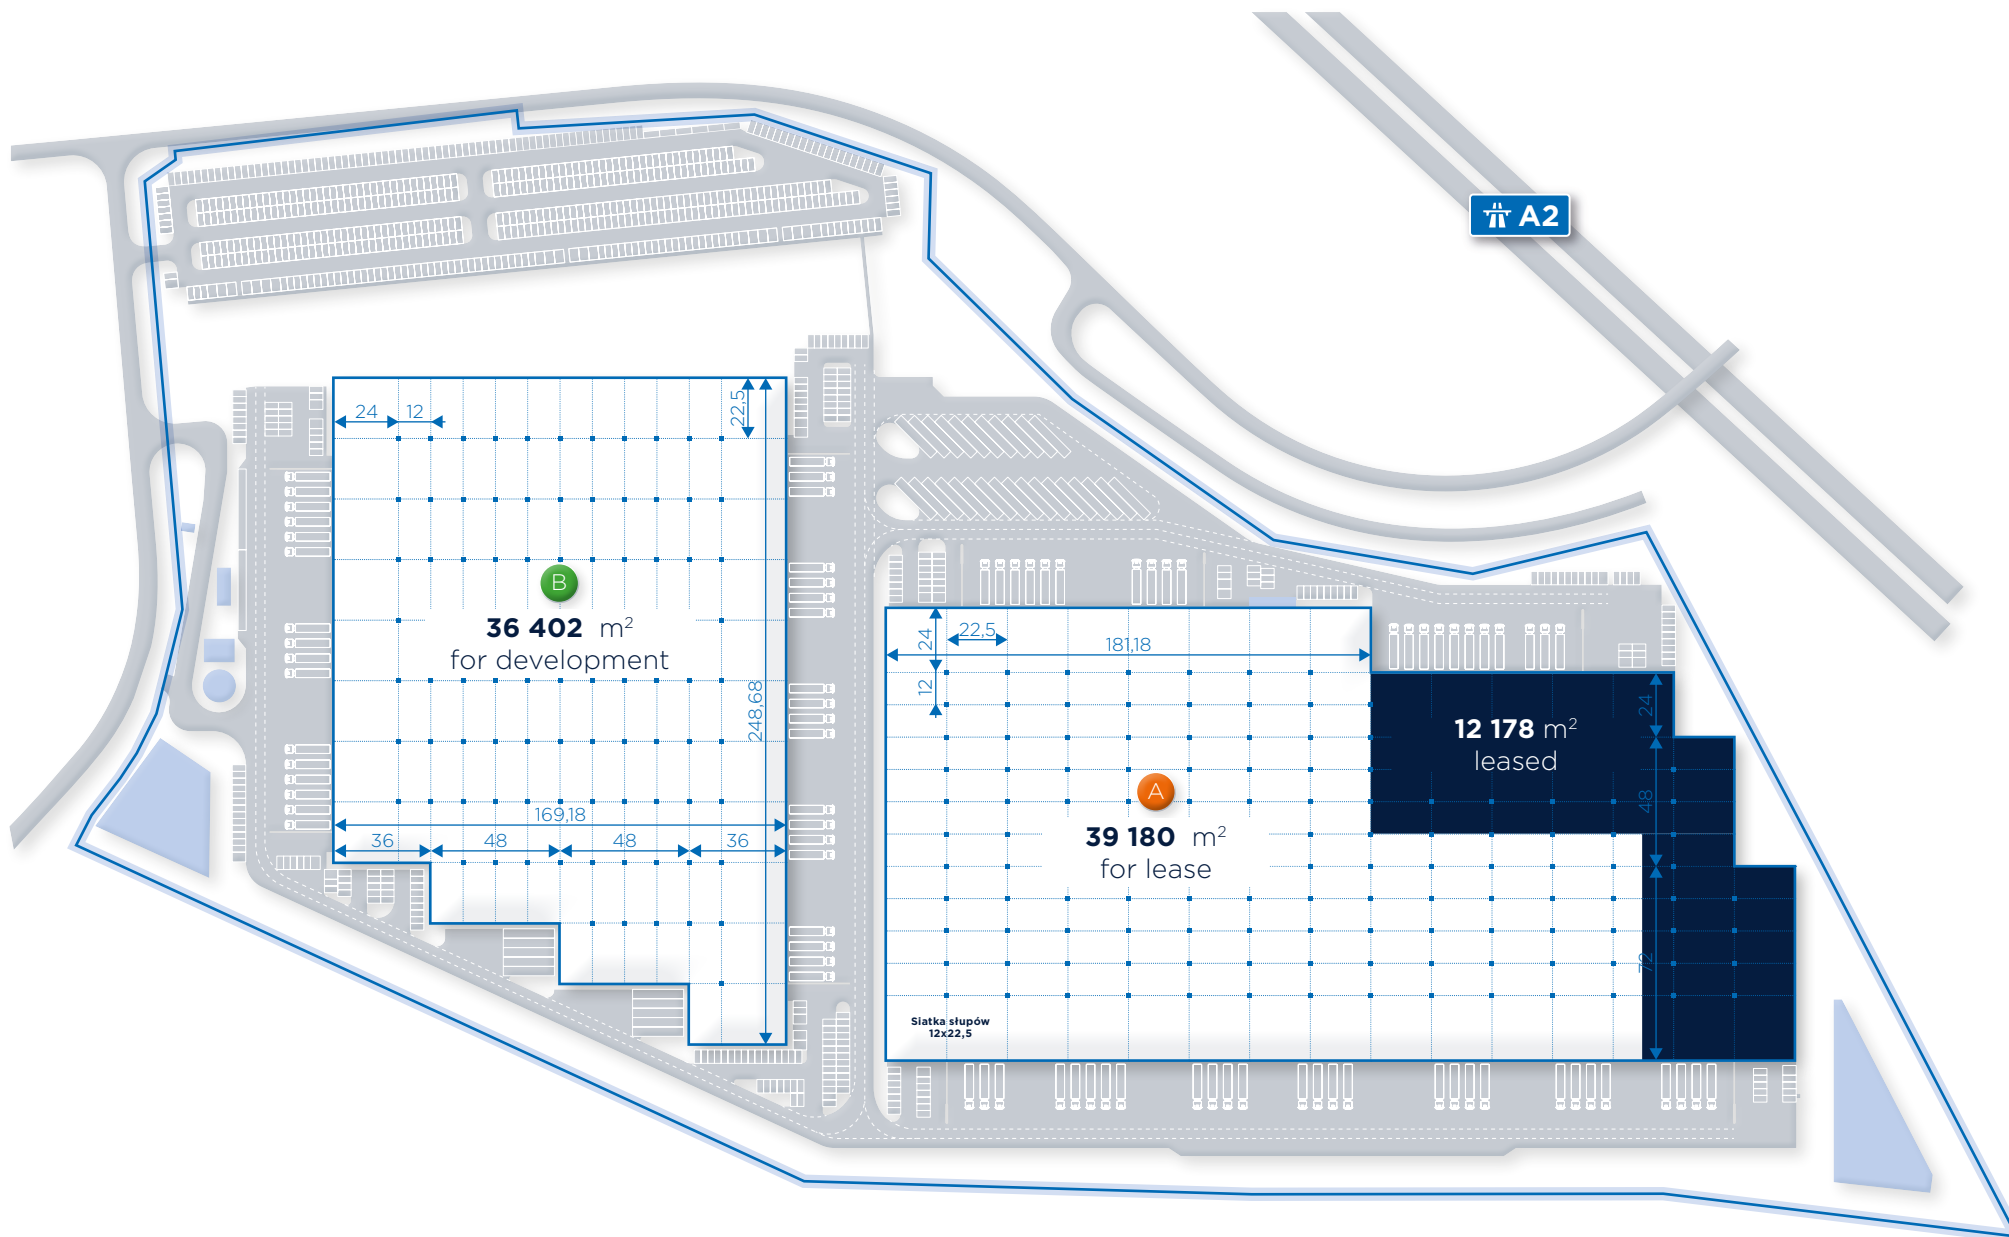 A2
24
12
22,5
B
36 402 m²
for development
248,68
169,18
36
48
48
36
24
22,5
181,18
12
A
39 180 m²
for lease
12 178 m²
leased
24
48
72
Siatka słupów
12x22,5